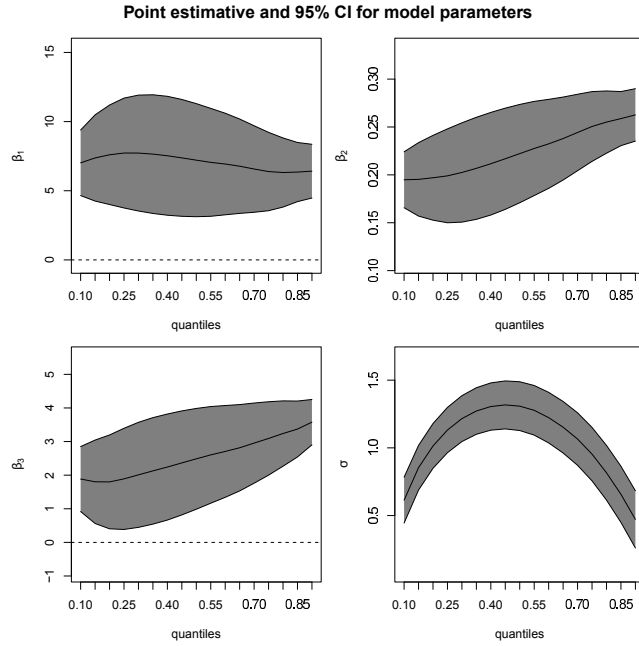 Point estimative and 95% CI for model parameters
β1
15
10
5
0
0.10 0.25 0.40 0.55 0.70 0.85
quantiles
β2
0.30
0.25
0.20
0.15
0.10
0.10 0.25 0.40 0.55 0.70 0.85
quantiles
β3
5
4
3
2
1
0
−1
0.10 0.25 0.40 0.55 0.70 0.85
quantiles
σ
1.5
1.0
0.5
0.10 0.25 0.40 0.55 0.70 0.85
quantiles